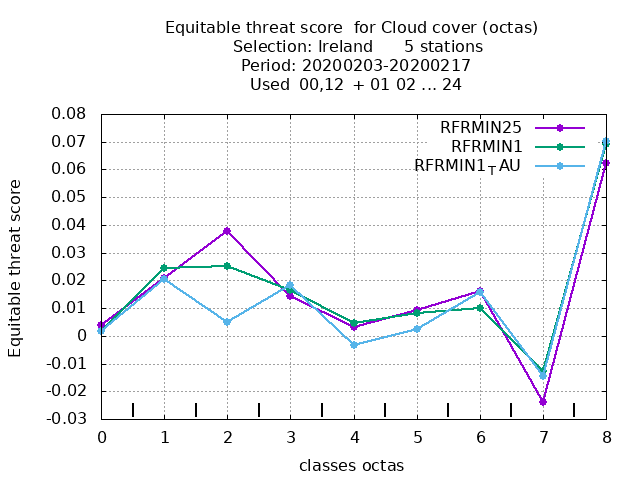 Equitable threat score  for Cloud cover (octas)
Selection: Ireland      5 stations
Period: 20200203-20200217
Used  00,12  + 01 02 ... 24
RFRMIN25
RFRMIN1
RFRMIN1TAU
0.08
0.07
0.06
0.05
0.04
0.03
0.02
0.01
0
-0.01
-0.02
-0.03
Equitable threat score
0 1 2 3 4 5 6 7 8
classes octas